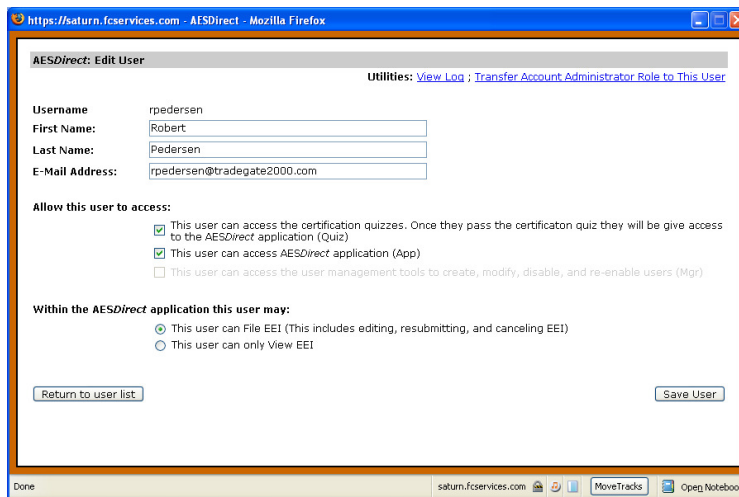 https://saturn.fcservices.com - AESDirect - Mozilla Firefox
AESDirect: Edit User
Utilities: View Log ; Transfer Account Administrator Role to This User
Username rpedersen
First Name: Robert
Last Name: Pedersen
E-Mail Address: rpedersen@tradegate2000.com
Allow this user to access:
This user can access the certification quizzes. Once they pass the certificaton quiz they will be give access
to the AESDirect application (Quiz)
This user can access AESDirect application (App)
This user can access the user management tools to create, modify, disable, and re-enable users (Mgr)
Within the AESDirect application this user may:
This user can File EEI (This includes editing, resubmitting, and canceling EEI)
This user can only View EEI
Return to user list Save User
Done saturn.fcservices.com MoveTracks Open Noteboo